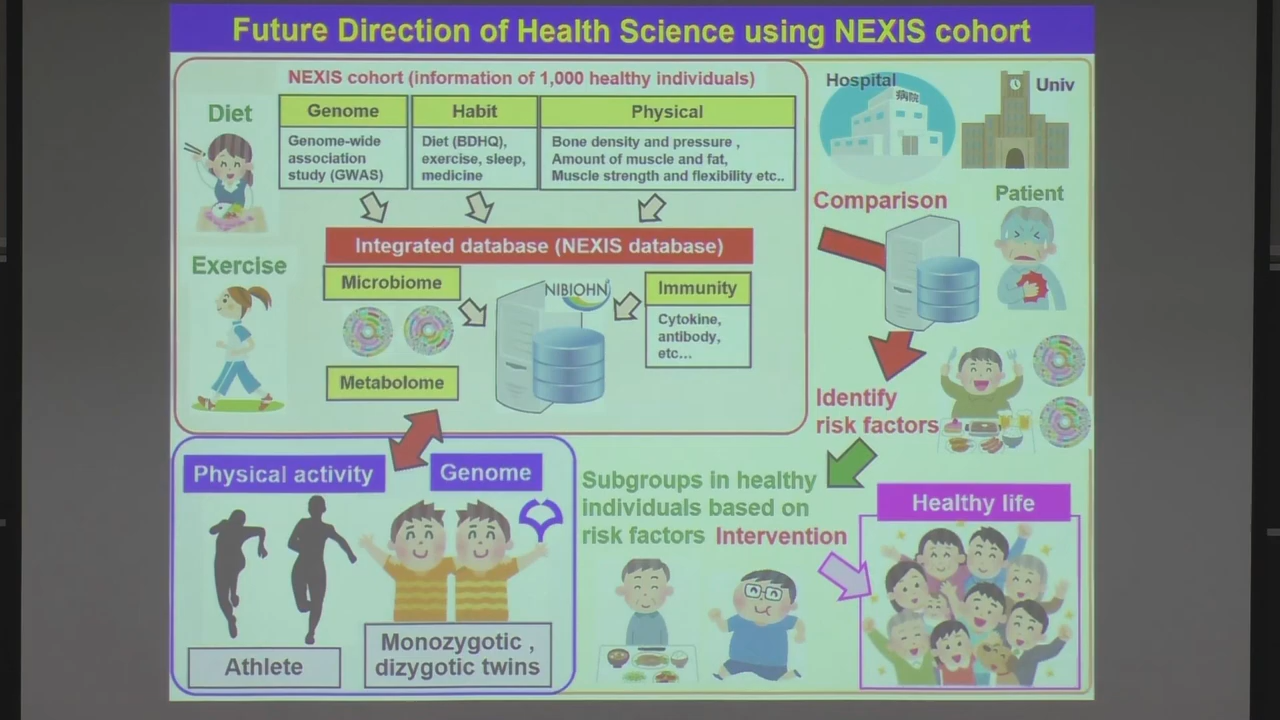 Future Direction of Health Science using NEXIS cohort
NEXIS cohort (information of 1,000 healthy individuals)
Diet
Genome
Genome-wide
association
study (GWAS)
Habit
Diet (BDHQ),
exercise, sleep,
medicine
Physical
Bone density and pressure ,
Amount of muscle and fat,
Muscle strength and flexibility etc..
Integrated database (NEXIS database)
Exercise
Microbiome
Metabolome
NIBIOHN
Immunity
Cytokine,
antibody,
etc...
Hospital
病院
Univ
Comparison
Patient
Identify
risk factors
Physical activity
Genome
Athlete
Monozygotic ,
dizygotic twins
Subgroups in healthy
individuals based on
risk factors Intervention
Healthy life